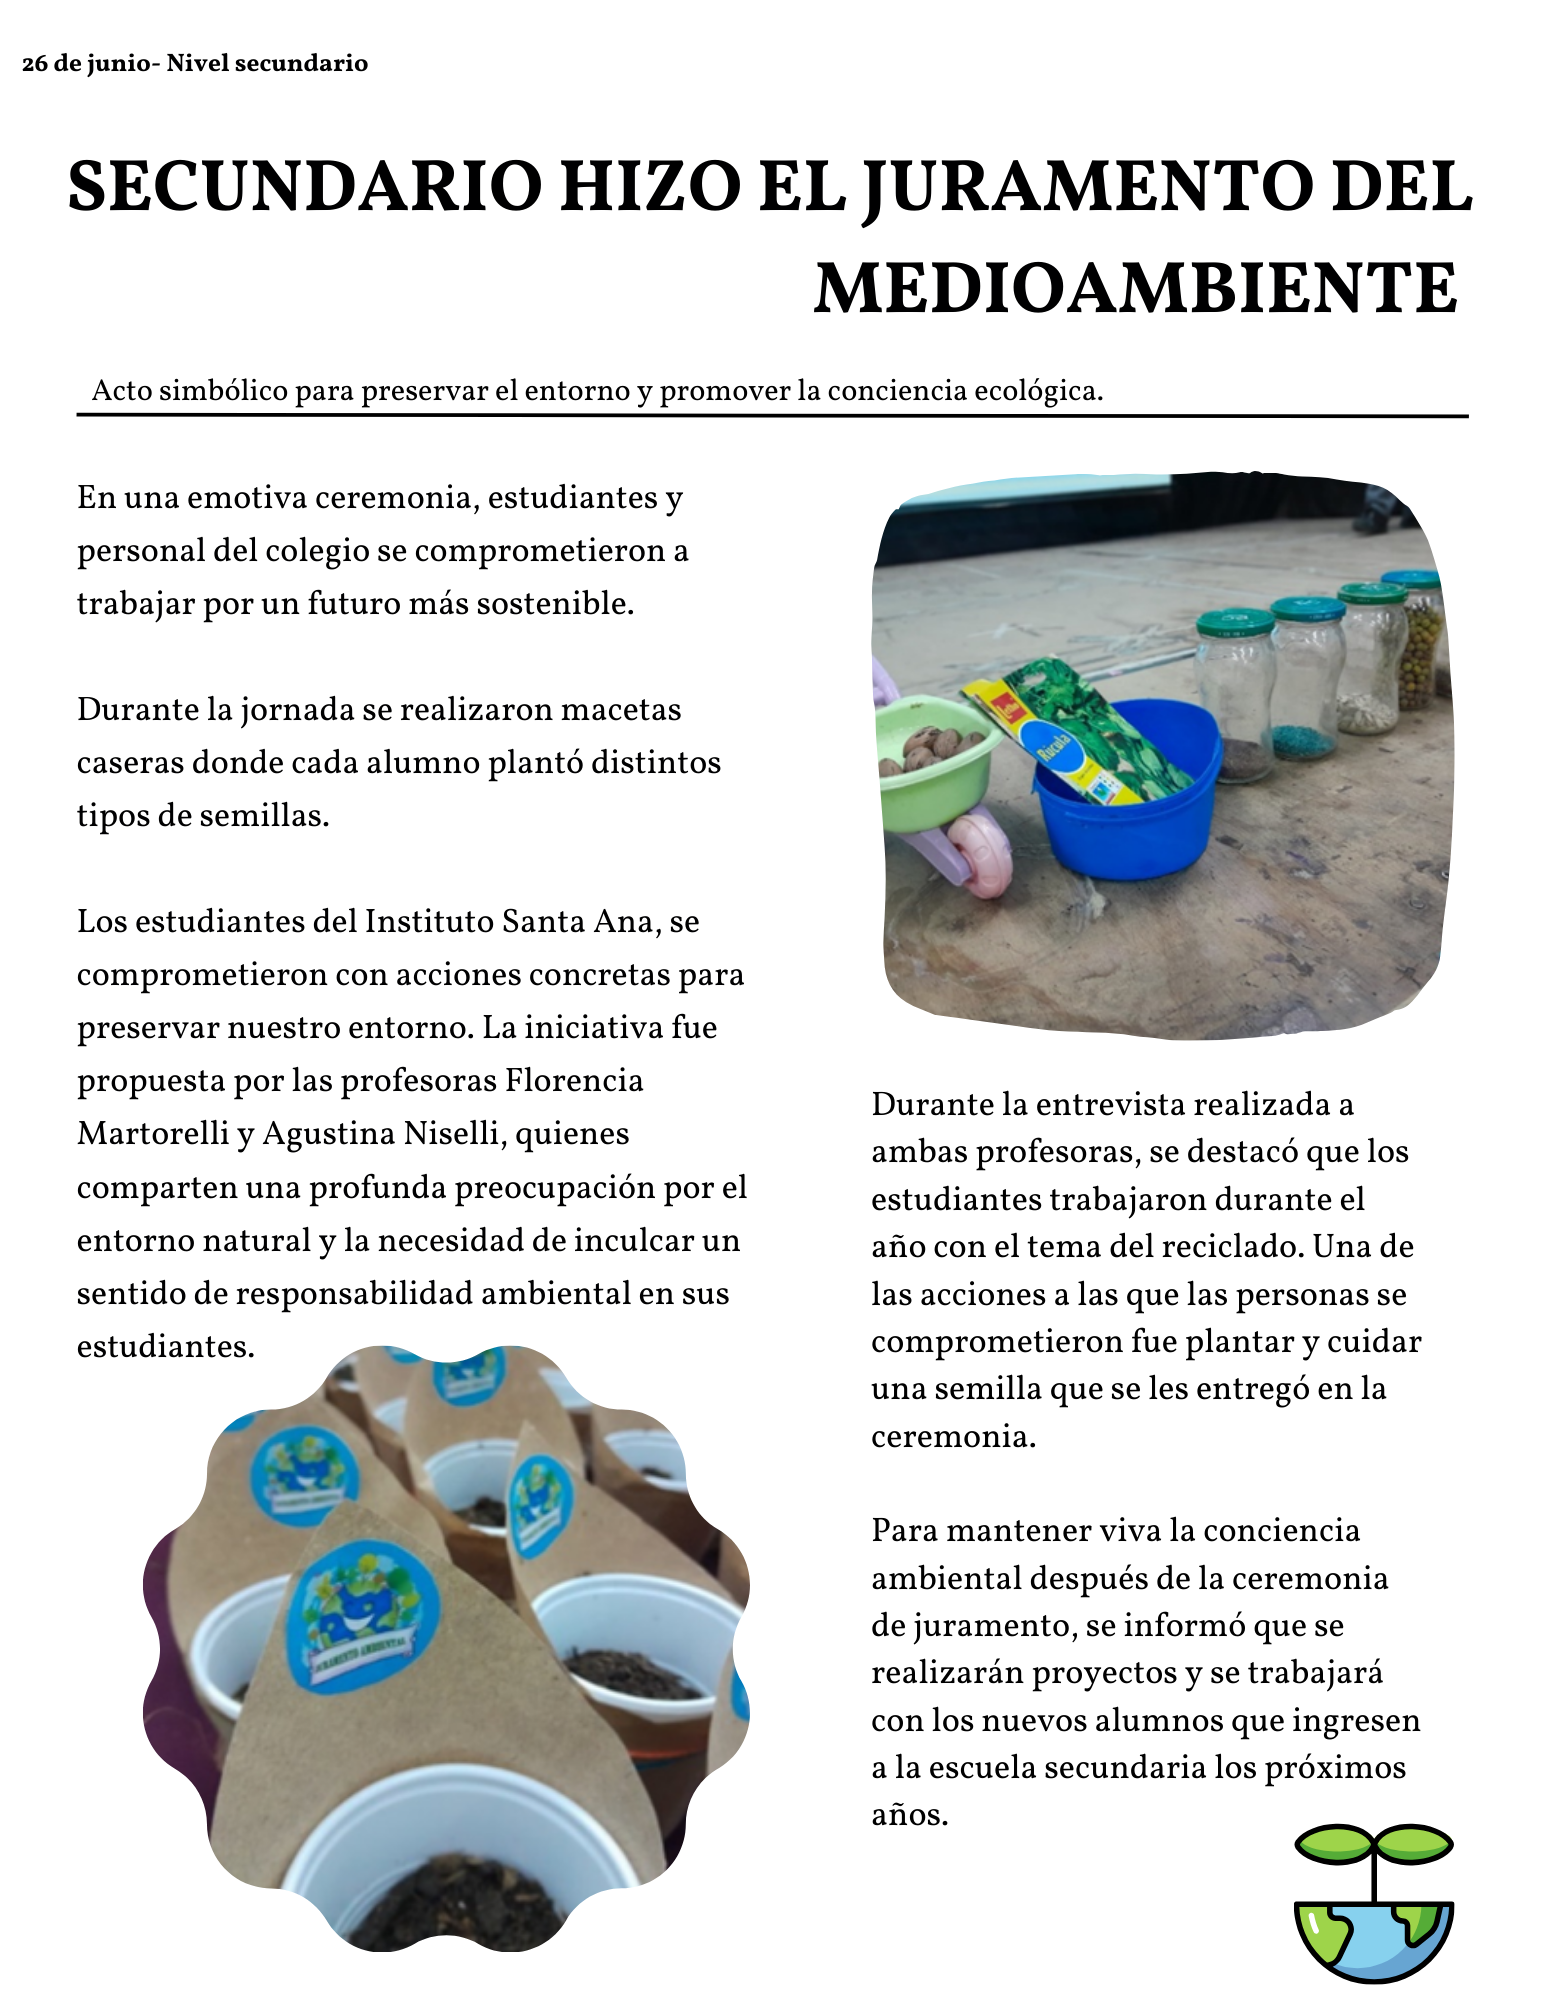 26 de junio- Nivel secundario
SECUNDARIO HIZO EL JURAMENTO DEL
MEDIOAMBIENTE
Acto simbólico para preservar el entorno y promover la conciencia ecológica.
En una emotiva ceremonia, estudiantes y
personal del colegio se comprometieron a
trabajar por un futuro más sostenible.
Durante la jornada se realizaron macetas
caseras donde cada alumno plantó distintos
tipos de semillas.
Los estudiantes del Instituto Santa Ana, se
comprometieron con acciones concretas para
preservar nuestro entorno. La iniciativa fue
propuesta por las profesoras Florencia
Martorelli y Agustina Niselli, quienes
comparten una profunda preocupación por el
entorno natural y la necesidad de inculcar un
sentido de responsabilidad ambiental en sus
estudiantes.
JURAMENTO AMBIENTAL
Rúcula
Durante la entrevista realizada a
ambas profesoras, se destacó que los
estudiantes trabajaron durante el
año con el tema del reciclado. Una de
las acciones a las que las personas se
comprometieron fue plantar y cuidar
una semilla que se les entregó en la
ceremonia.
Para mantener viva la conciencia
ambiental después de la ceremonia
de juramento, se informó que se
realizarán proyectos y se trabajará
con los nuevos alumnos que ingresen
a la escuela secundaria los próximos
años.